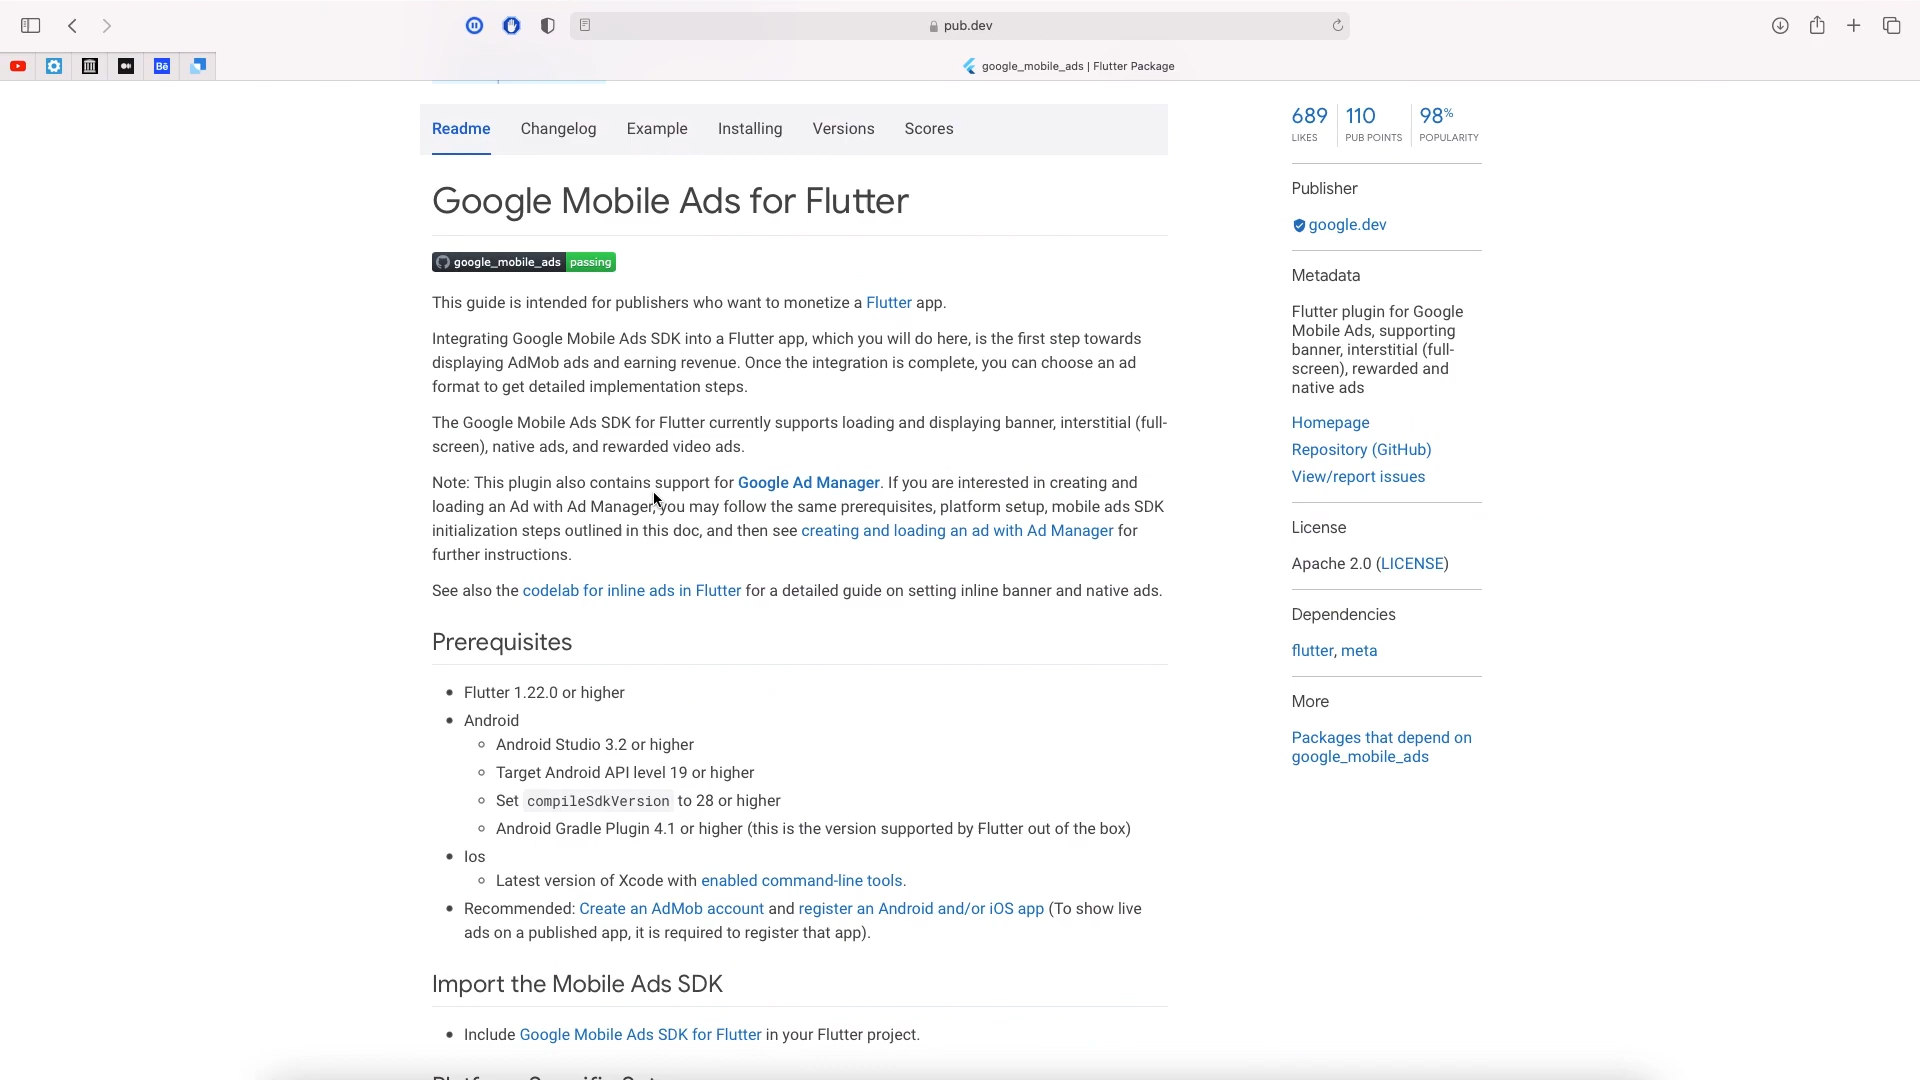 pub.dev
Bē
google_mobile_ads | Flutter Package
Readme Changelog Example Installing Versions Scores
Google Mobile Ads for Flutter
google_mobile_ads passing
This guide is intended for publishers who want to monetize a Flutter app.
Integrating Google Mobile Ads SDK into a Flutter app, which you will do here, is the first step towards
displaying AdMob ads and earning revenue. Once the integration is complete, you can choose an ad
format to get detailed implementation steps.
The Google Mobile Ads SDK for Flutter currently supports loading and displaying banner, interstitial (full-
screen), native ads, and rewarded video ads.
Note: This plugin also contains support for Google Ad Manager. If you are interested in creating and
loading an Ad with Ad Manager, you may follow the same prerequisites, platform setup, mobile ads SDK
initialization steps outlined in this doc, and then see creating and loading an ad with Ad Manager for
further instructions.
See also the codelab for inline ads in Flutter for a detailed guide on setting inline banner and native ads.
Prerequisites
• Flutter 1.22.0 or higher
• Android
◦ Android Studio 3.2 or higher
◦ Target Android API level 19 or higher
◦ Set compileSdkVersion to 28 or higher
◦ Android Gradle Plugin 4.1 or higher (this is the version supported by Flutter out of the box)
• Ios
◦ Latest version of Xcode with enabled command-line tools.
• Recommended: Create an AdMob account and register an Android and/or iOS app (To show live
ads on a published app, it is required to register that app).
Import the Mobile Ads SDK
• Include Google Mobile Ads SDK for Flutter in your Flutter project.
689 110 98%
LIKES PUB POINTS POPULARITY
Publisher
google.dev
Metadata
Flutter plugin for Google
Mobile Ads, supporting
banner, interstitial (full-
screen), rewarded and
native ads
Homepage
Repository (GitHub)
View/report issues
License
Apache 2.0 (LICENSE)
Dependencies
flutter, meta
More
Packages that depend on
google_mobile_ads